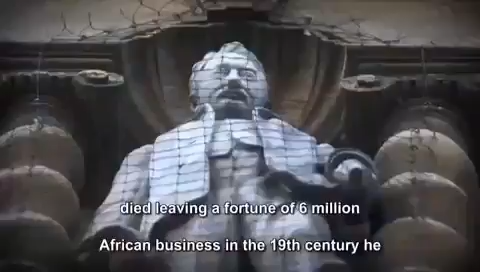 died leaving a fortune of 6 million
African business in the 19th century he